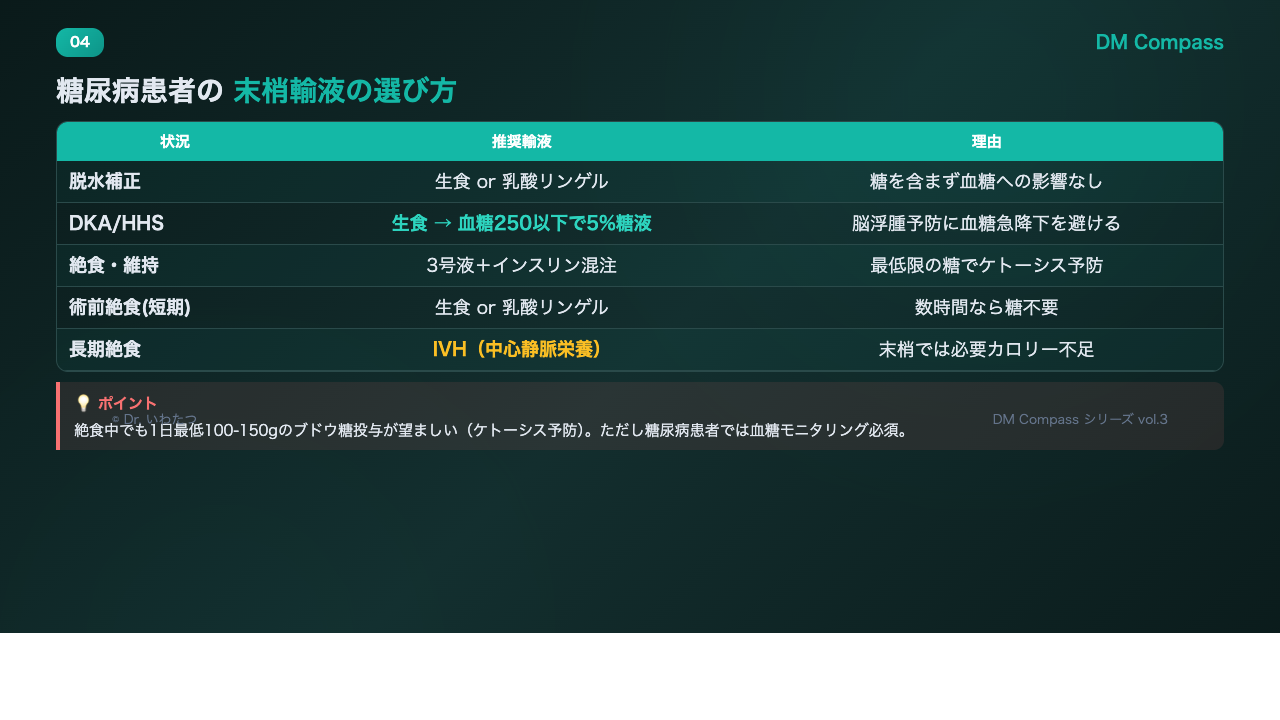 04
DM Compass
糖尿病患者の 末梢輸液の選び方
状況 推奨輸液 理由
脱水補正 生食 or 乳酸リンゲル 糖を含まず血糖への影響なし
DKA/HHS 生食 → 血糖250以下で5%糖液 脳浮腫予防に血糖急降下を避ける
絶食・維持 3号液＋インスリン混注 最低限の糖でケトーシス予防
術前絶食(短期) 生食 or 乳酸リンゲル 数時間なら糖不要
長期絶食 IVH（中心静脈栄養） 末梢では必要カロリー不足
💡 ポイント
© Dr. いわたつ
DM Compass シリーズ vol.3
絶食中でも1日最低100-150gのブドウ糖投与が望ましい（ケトーシス予防）。ただし糖尿病患者では血糖モニタリング必須。